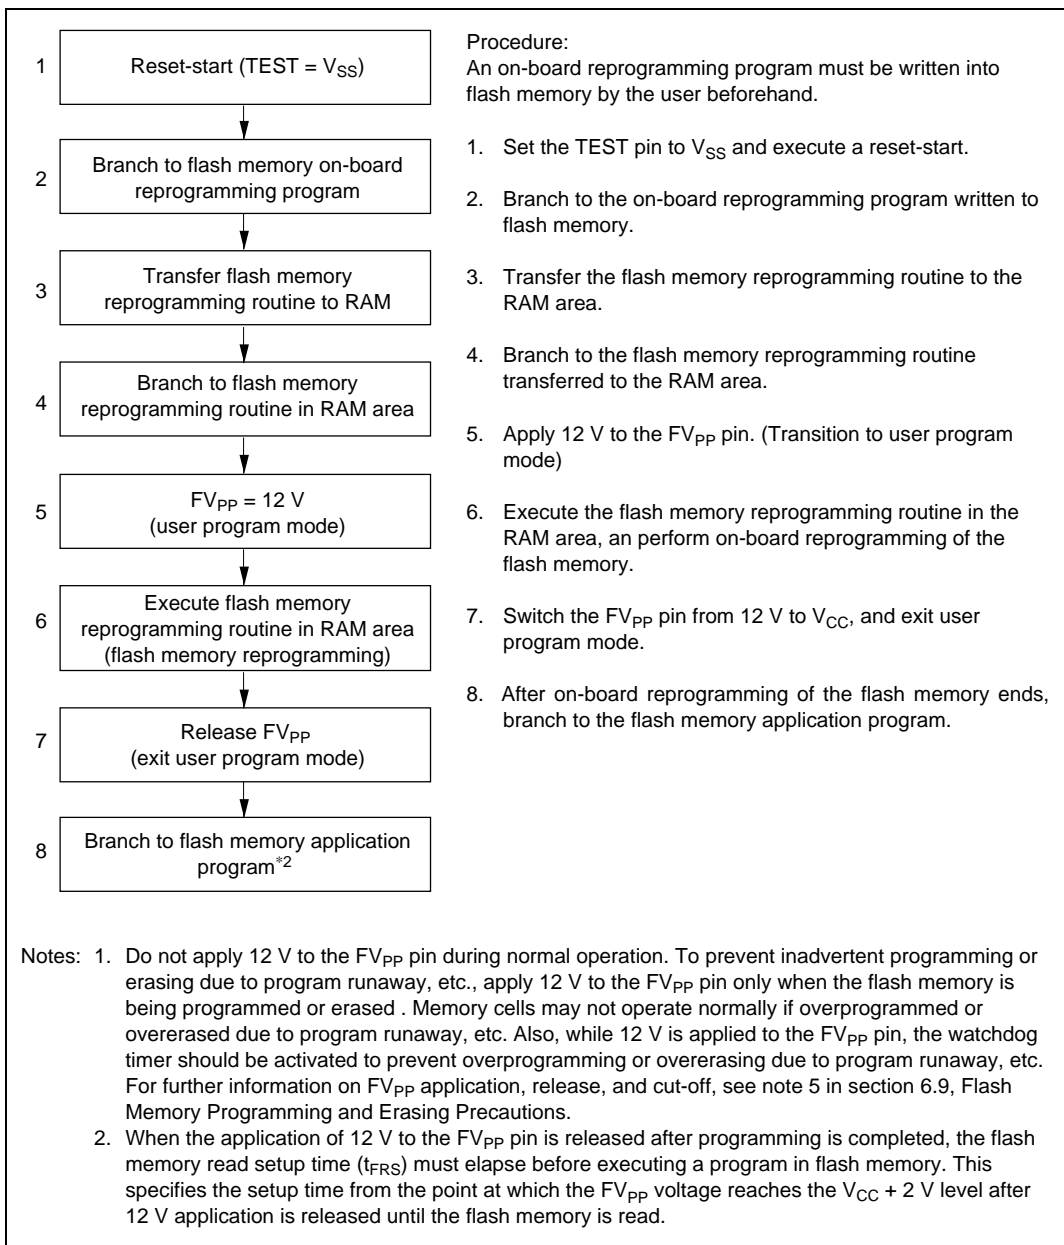 1
Reset-start (TEST = VSS)
2
Branch to flash memory on-board
reprogramming program
3
Transfer flash memory
reprogramming routine to RAM
4
Branch to flash memory
reprogramming routine in RAM area
5
FVPP = 12 V
(user program mode)
6
Execute flash memory
reprogramming routine in RAM area
(flash memory reprogramming)
7
Release FVPP
(exit user program mode)
8
Branch to flash memory application
program*2
Procedure:
An on-board reprogramming program must be written into
flash memory by the user beforehand.
1. Set the TEST pin to VSS and execute a reset-start.
2. Branch to the on-board reprogramming program written to
flash memory.
3. Transfer the flash memory reprogramming routine to the
RAM area.
4. Branch to the flash memory reprogramming routine
transferred to the RAM area.
5. Apply 12 V to the FVPP pin. (Transition to user program
mode)
6. Execute the flash memory reprogramming routine in the
RAM area, an perform on-board reprogramming of the
flash memory.
7. Switch the FVPP pin from 12 V to VCC, and exit user
program mode.
8. After on-board reprogramming of the flash memory ends,
branch to the flash memory application program.
Notes: 1. Do not apply 12 V to the FVPP pin during normal operation. To prevent inadvertent programming or
erasing due to program runaway, etc., apply 12 V to the FVPP pin only when the flash memory is
being programmed or erased . Memory cells may not operate normally if overprogrammed or
overerased due to program runaway, etc. Also, while 12 V is applied to the FVPP pin, the watchdog
timer should be activated to prevent overprogramming or overerasing due to program runaway, etc.
For further information on FVPP application, release, and cut-off, see note 5 in section 6.9, Flash
Memory Programming and Erasing Precautions.
2. When the application of 12 V to the FVPP pin is released after programming is completed, the flash
memory read setup time (tFRS) must elapse before executing a program in flash memory. This
specifies the setup time from the point at which the FVPP voltage reaches the VCC + 2 V level after
12 V application is released until the flash memory is read.